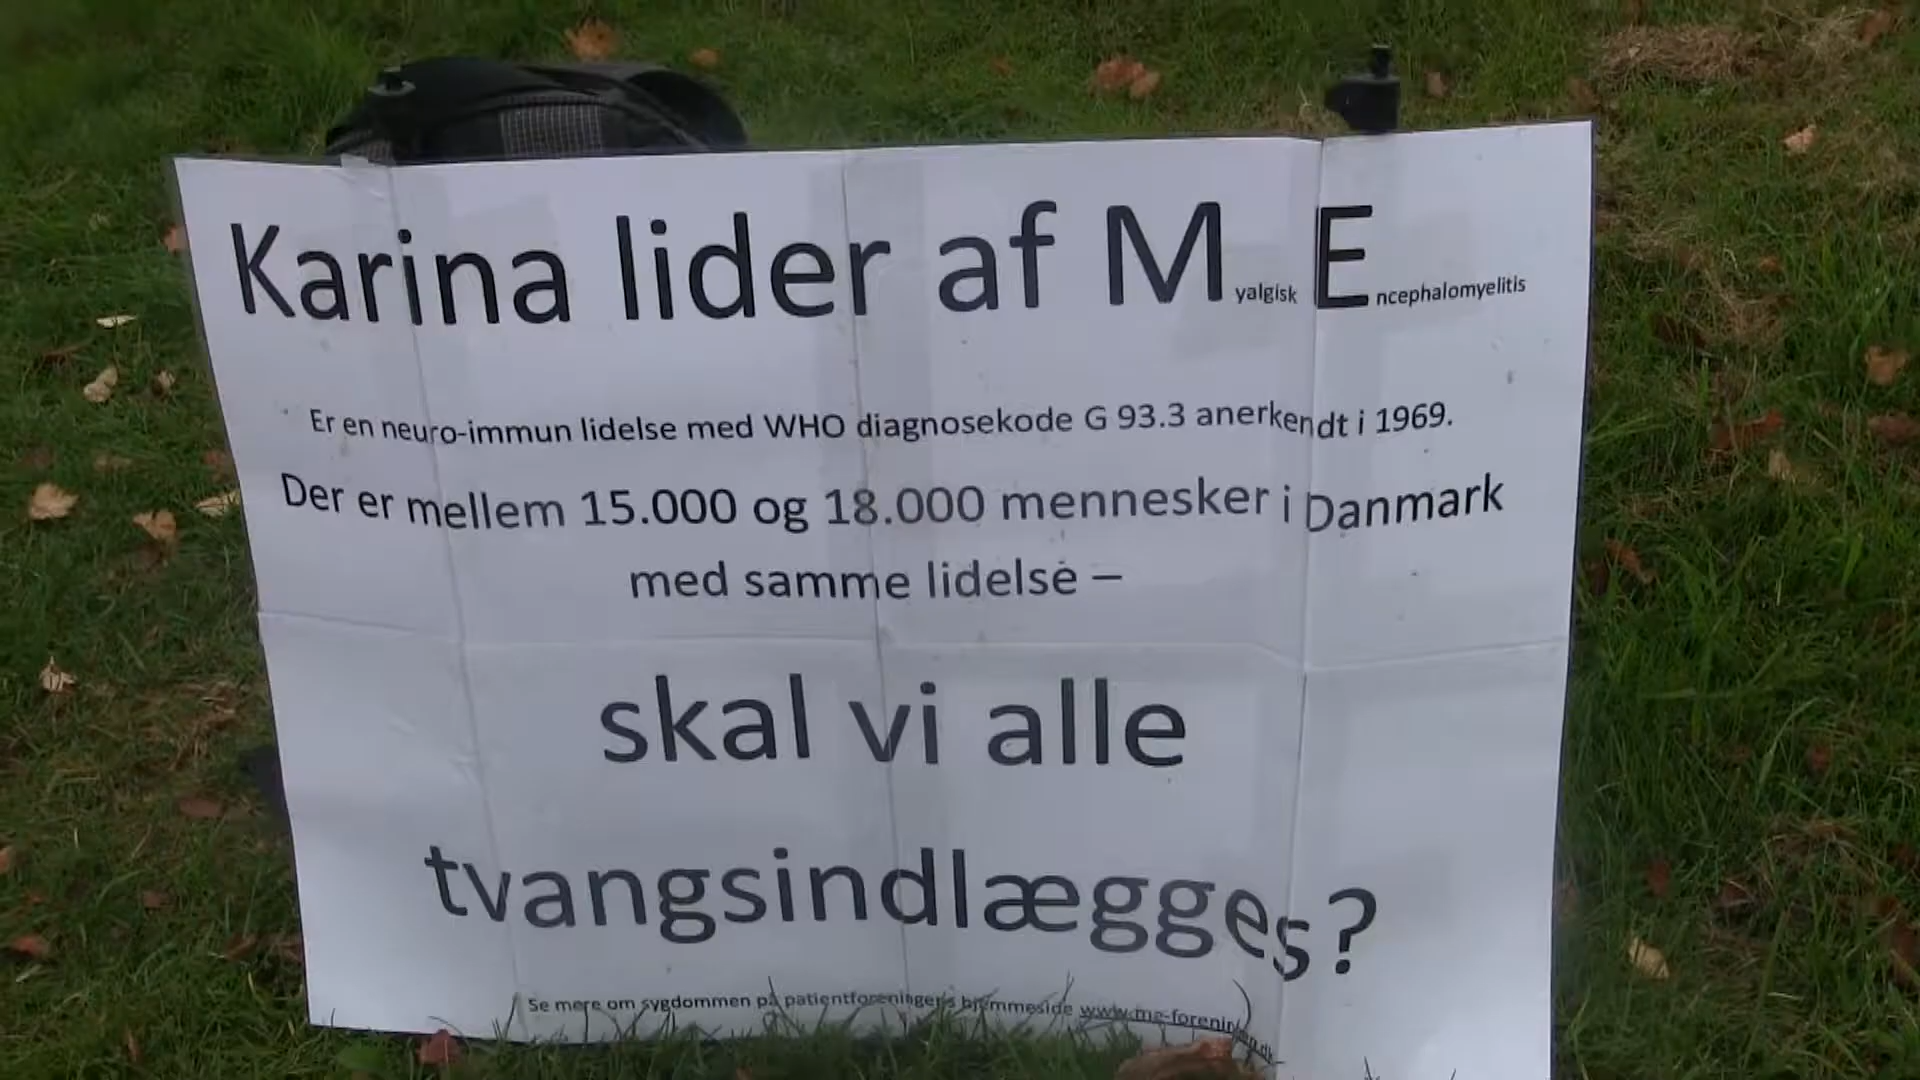 Karina lider af Myalgisk Encephalomyelitis
Er en neuro-immun lidelse med WHO diagnosekode G 93.3 anerkendt i 1969.
Der er mellem 15.000 og 18.000 mennesker i Danmark
med samme lidelse –
skal vi alle
tvangsindlægges?
Se mere om sygdommen på patientforeningens hjemmeside www.me-foreningen.dk